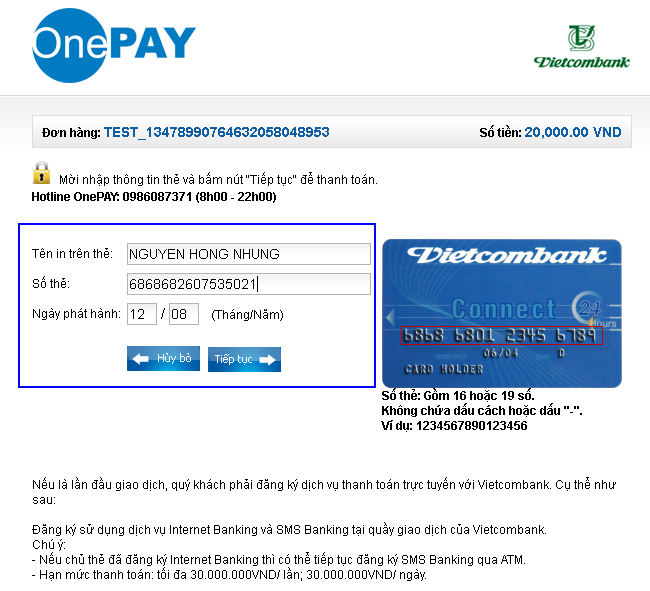 OnePAY
Vietcombank
Đơn hàng: TEST_13478990764632058048953
Số tiền: 20,000.00 VND
Mời nhập thông tin thẻ và bấm nút "Tiếp tục" để thanh toán.
Hotline OnePAY: 0986087371 (8h00 - 22h00)
Tên in trên thẻ: NGUYEN HONG NHUNG
Số thẻ: 6868682607535021
Ngày phát hành: 12 / 08 (Tháng/Năm)
Hủy bỏ
Tiếp tục
Vietcombank
Connect 24
hours
6868 6801 2345 6789
06/04 D
CARD HOLDER
Số thẻ: Gồm 16 hoặc 19 số.
Không chứa dấu cách hoặc dấu "-".
Ví dụ: 1234567890123456
Nếu là lần đầu giao dịch, quý khách phải đăng ký dịch vụ thanh toán trực tuyến với Vietcombank. Cụ thể như
sau:
Đăng ký sử dụng dịch vụ Internet Banking và SMS Banking tại quầy giao dịch của Vietcombank.
Chú ý:
- Nếu chủ thẻ đã đăng ký Internet Banking thì có thể tiếp tục đăng ký SMS Banking qua ATM.
- Hạn mức thanh toán: tối đa 30.000.000VND/ lần; 30.000.000VND/ ngày.